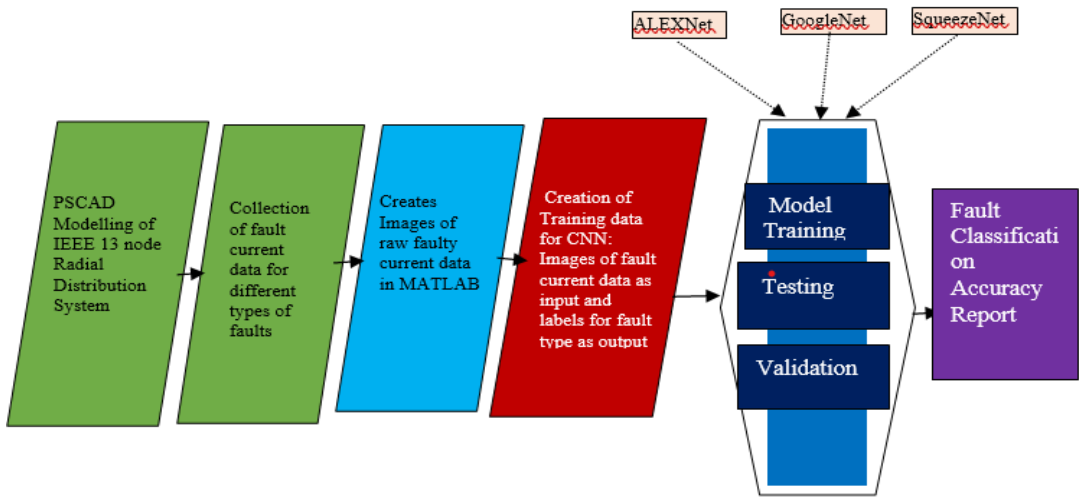 ALEXNet
GoogleNet
SqueezeNet
PSCAD
Modelling of
IEEE 13 node
Radial
Distribution
System
Collection
of fault
current
data for
different
types of
faults
Creates
Images of
raw faulty
current data
in MATLAB
Creation of
Training data
for CNN:
Images of fault
current data as
input and
labels for fault
type as output
Model
Training
Testing
Validation
Fault
Classificati
on
Accuracy
Report